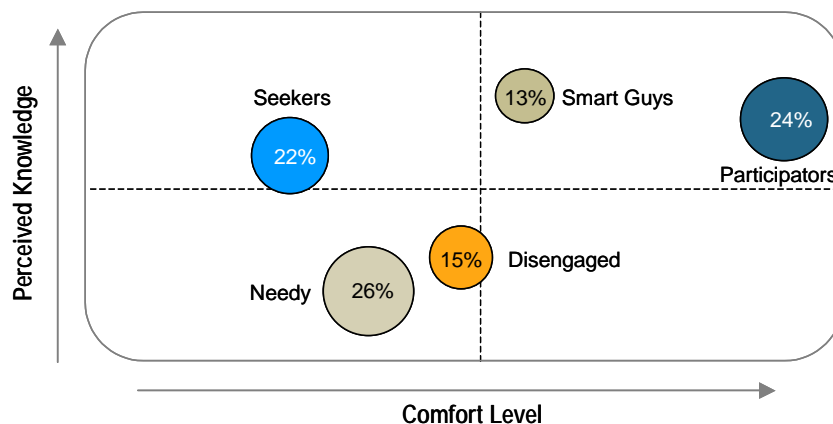 Perceived Knowledge
Seekers
22%
13%
Smart Guys
24%
Participators
Needy
26%
15%
Disengaged
Comfort Level